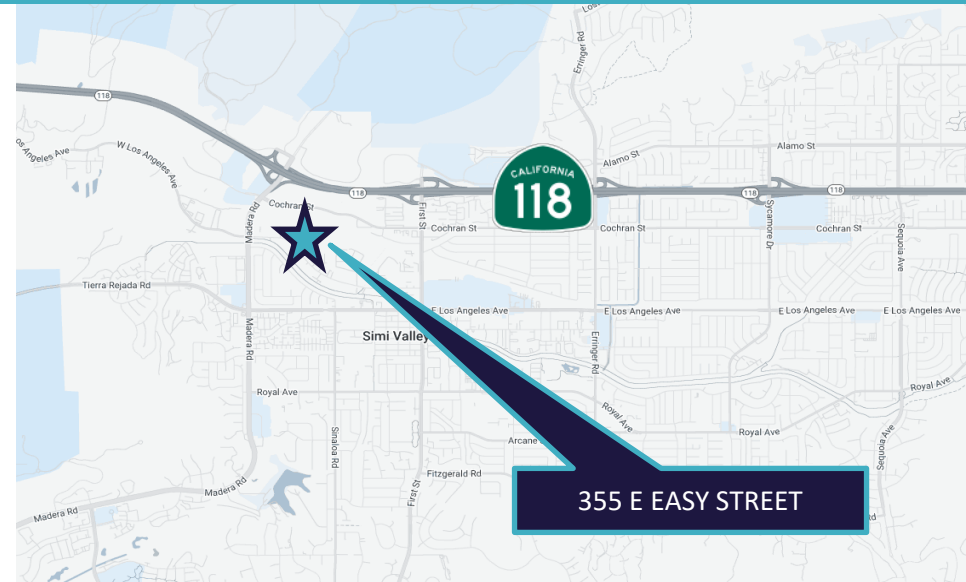 Los
Erringer Rd
118
os Angeles Ave
W Los Angeles Ave
Alamo St
Alamo St
CALIFORNIA
118
118
118
118
Madera Rd
Cochran St
First St
Cochran St
Cochran St
Sycamore Dr
Cochran St
Sequoia Ave
Tierra Rejada Rd
E Los Angeles Ave
E Los Angeles Ave
E Los Angeles Ave
E Los Angeles Ave
Madera Rd
Simi Valley
Erringer Rd
Royal Ave
Royal Ave
Royal Ave
Royal Ave
Sinaloa Rd
Arcane
Sequoia Ave
Fitzgerald Rd
First St
Madera Rd
Madera Rd
355 E EASY STREET
rd